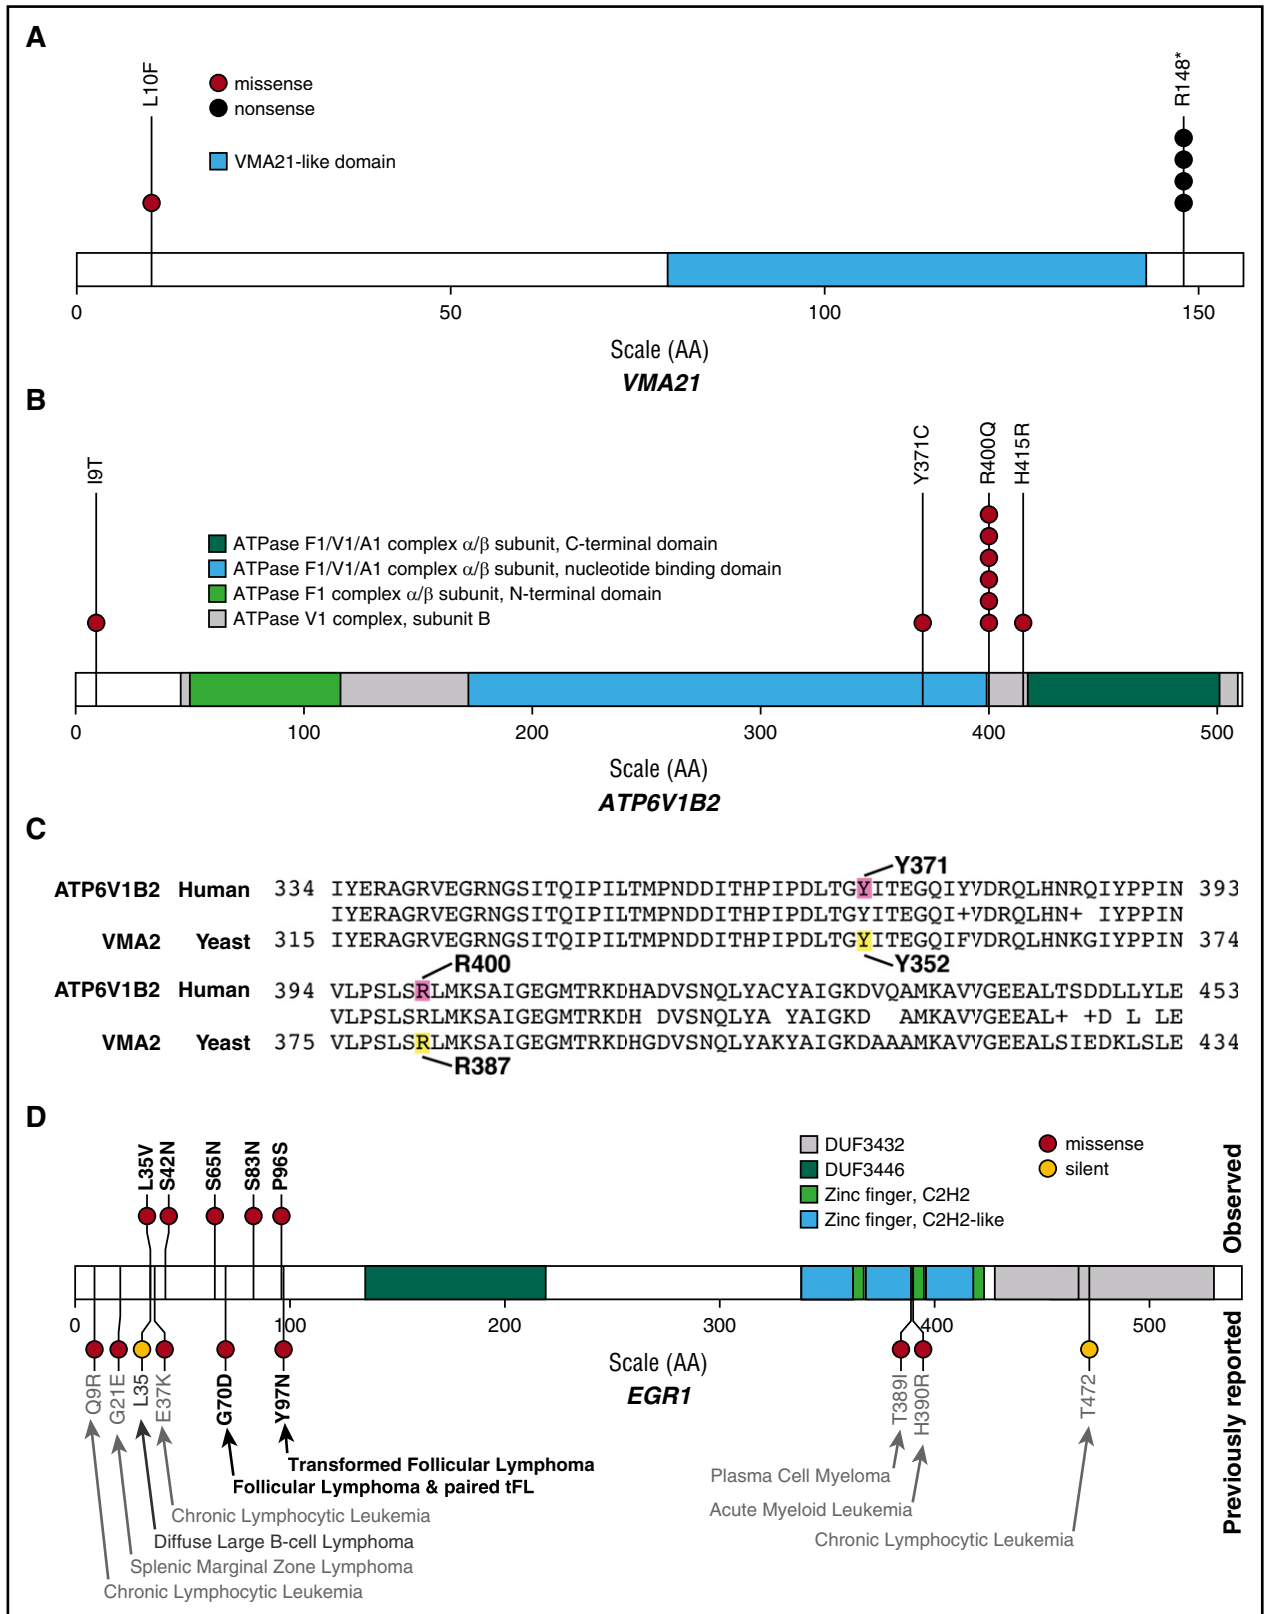 A
L10F
R148*
missense
nonsense
VMA21-like domain
0 50 100 150
Scale (AA)
VMA21
B
I9T
Y371C
R400Q
H415R
ATPase F1/V1/A1 complex α/β subunit, C-terminal domain
ATPase F1/V1/A1 complex α/β subunit, nucleotide binding domain
ATPase F1 complex α/β subunit, N-terminal domain
ATPase V1 complex, subunit B
0 100 200 300 400 500
Scale (AA)
ATP6V1B2
C
Y371
ATP6V1B2 Human 334 IYERAGRVEGRNGSITQIPILTMPNDDITHPIPDLTGYITEGQIYVDRQLHNRQIYPPIN 393
IYERAGRVEGRNGSITQIPILTMPNDDITHPIPDLTGYITEGQI+VDRQLHN+ IYPPIN
VMA2 Yeast 315 IYERAGRVEGRNGSITQIPILTMPNDDITHPIPDLTGYITEGQIFVDRQLHNKGIYPPIN 374
R400 Y352
ATP6V1B2 Human 394 VLPSLSRLMKSAIGEGMTRKDHADVSNQLYACYAIGKDVQAMKAVVGEEALTSDDLLYLE 453
VLPSLSRLMKSAIGEGMTRKDH DVSNQLYA YAIGKD  AMKAVVGEEAL+ +D L LE
VMA2 Yeast 375 VLPSLSRLMKSAIGEGMTRKDHGDVSNQLYAKYAIGKDAAAMKAVVGEEALSIEDKLSLE 434
R387
D
L35V
S42N
S65N
S83N
P96S
DUF3432
DUF3446
Zinc finger, C2H2
Zinc finger, C2H2-like
missense
silent
Observed
0 100 200 300 400 500
Scale (AA)
EGR1
Previously reported
Q9R
G21E
L35
E37K
G70D
Y97N
T389I
H390R
T472
Transformed Follicular Lymphoma
Follicular Lymphoma & paired tFL
Chronic Lymphocytic Leukemia
Diffuse Large B-cell Lymphoma
Splenic Marginal Zone Lymphoma
Chronic Lymphocytic Leukemia
Plasma Cell Myeloma
Acute Myeloid Leukemia
Chronic Lymphocytic Leukemia